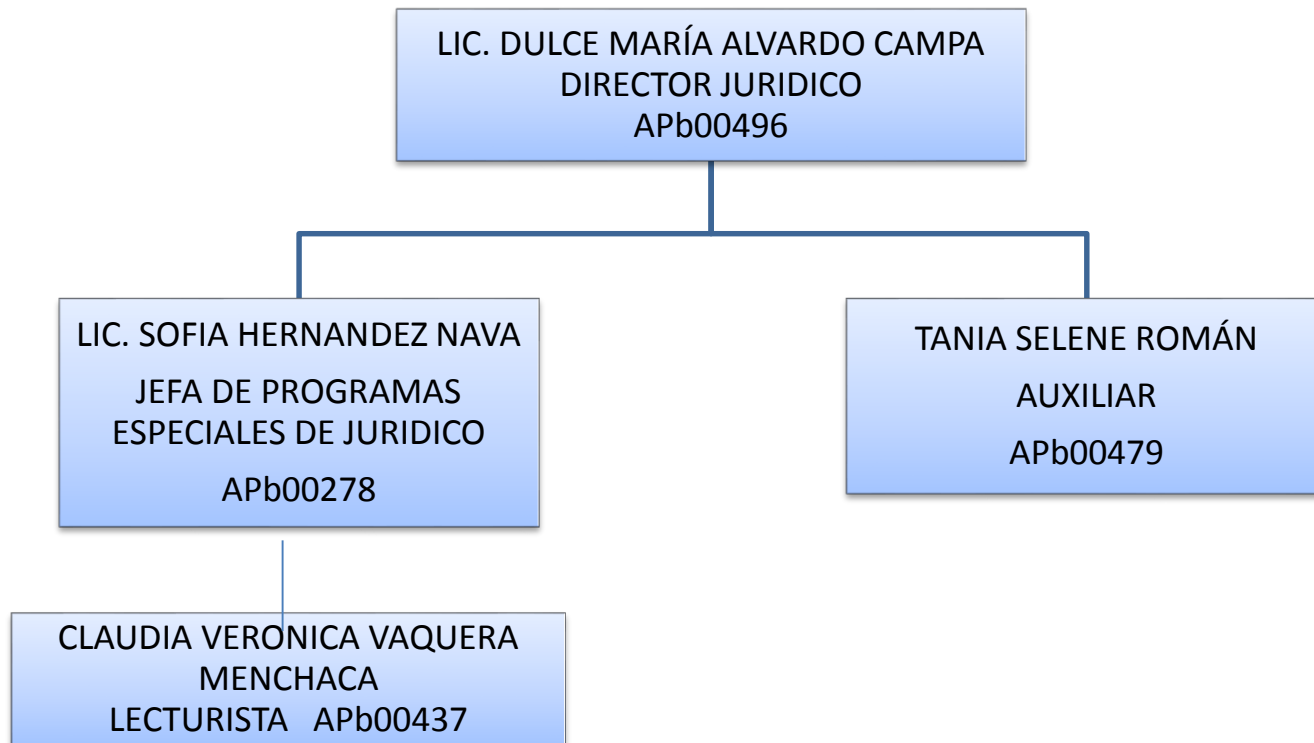 LIC. DULCE MARÍA ALVARDO CAMPA
DIRECTOR JURIDICO
APb00496
LIC. SOFIA HERNANDEZ NAVA
JEFA DE PROGRAMAS
ESPECIALES DE JURIDICO
APb00278
TANIA SELENE ROMÁN
AUXILIAR
APb00479
CLAUDIA VERONICA VAQUERA
MENCHACA
LECTURISTA   APb00437